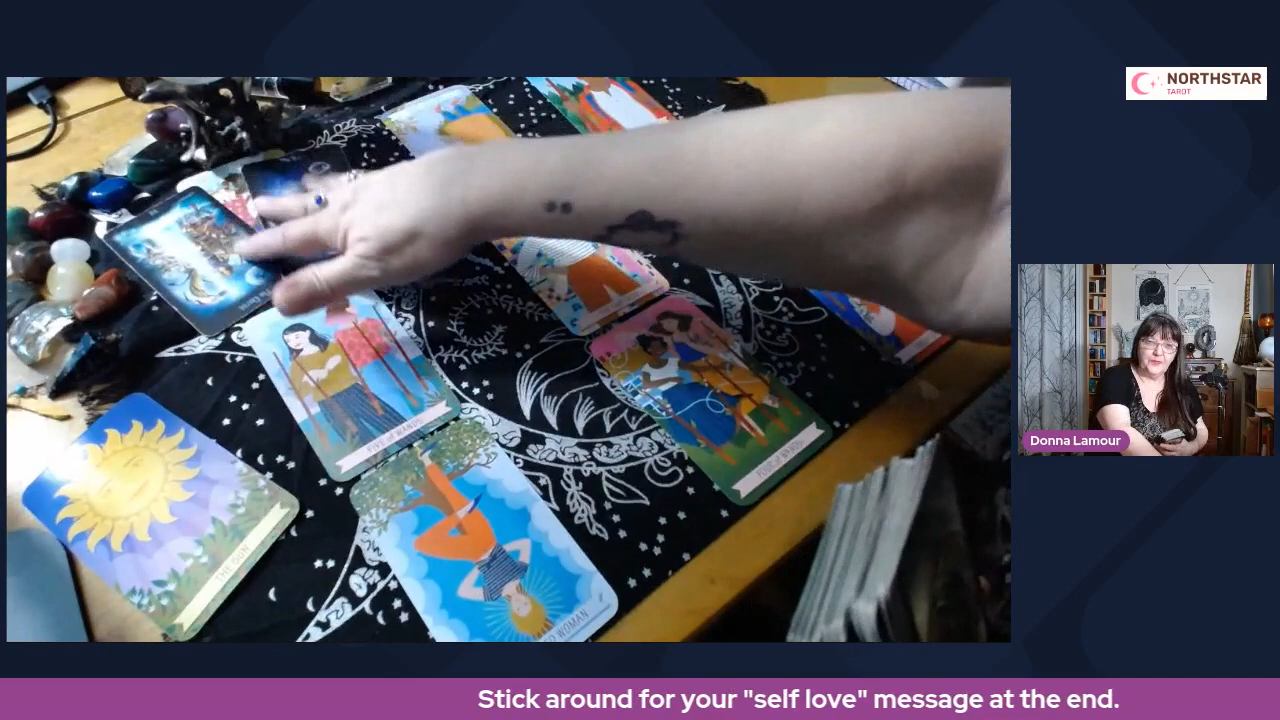 NORTHSTAR
TAROT
FIVE of WANDS
FOUR of WANDS
THE SUN
WOMAN
Donna Lamour
Stick around for your "self love" message at the end.